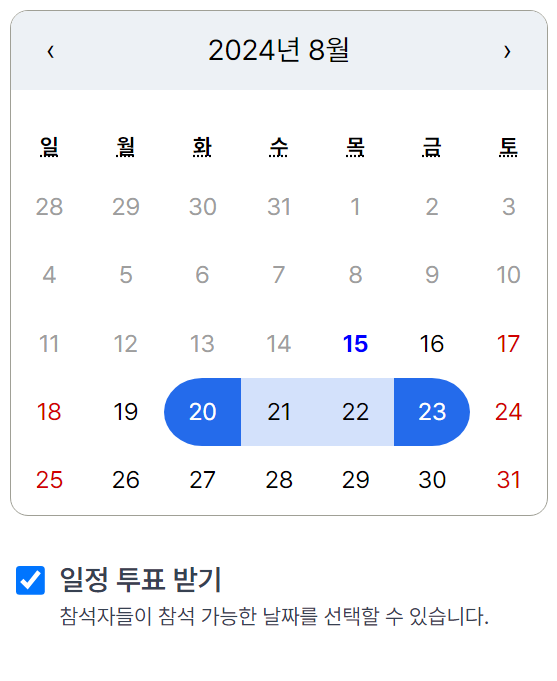 ‹ 2024년 8월 ›
일 월 화 수 목 금 토
28 29 30 31 1 2 3
4 5 6 7 8 9 10
11 12 13 14 15 16 17
18 19 20 21 22 23 24
25 26 27 28 29 30 31
일정 투표 받기
참석자들이 참석 가능한 날짜를 선택할 수 있습니다.